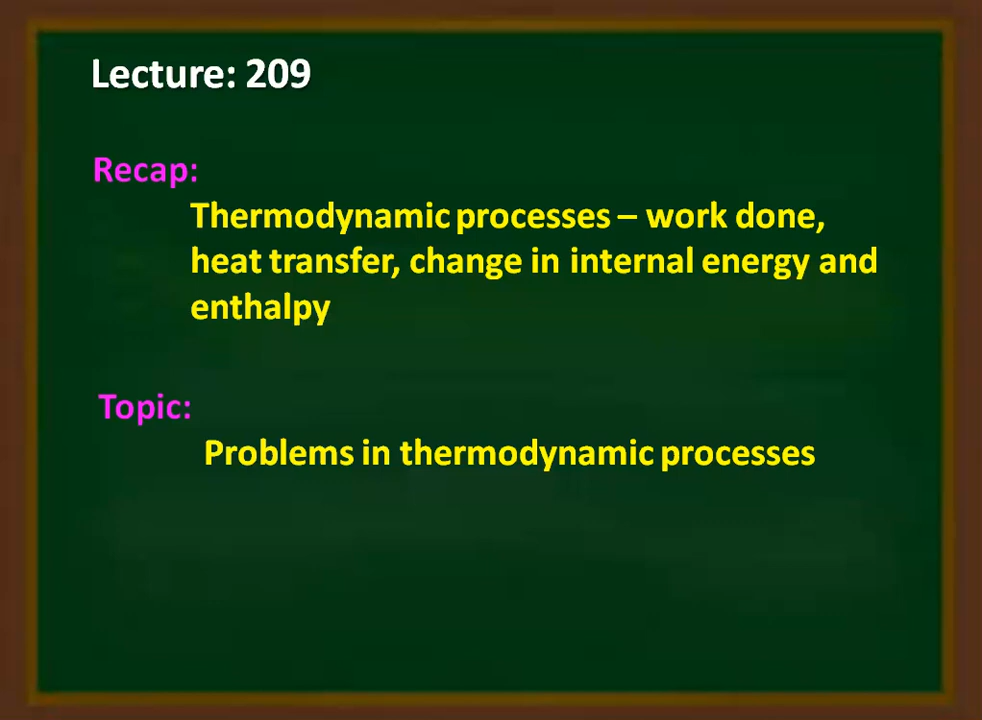 Lecture: 209
Recap:
Thermodynamic processes – work done,
heat transfer, change in internal energy and
enthalpy
Topic:
Problems in thermodynamic processes